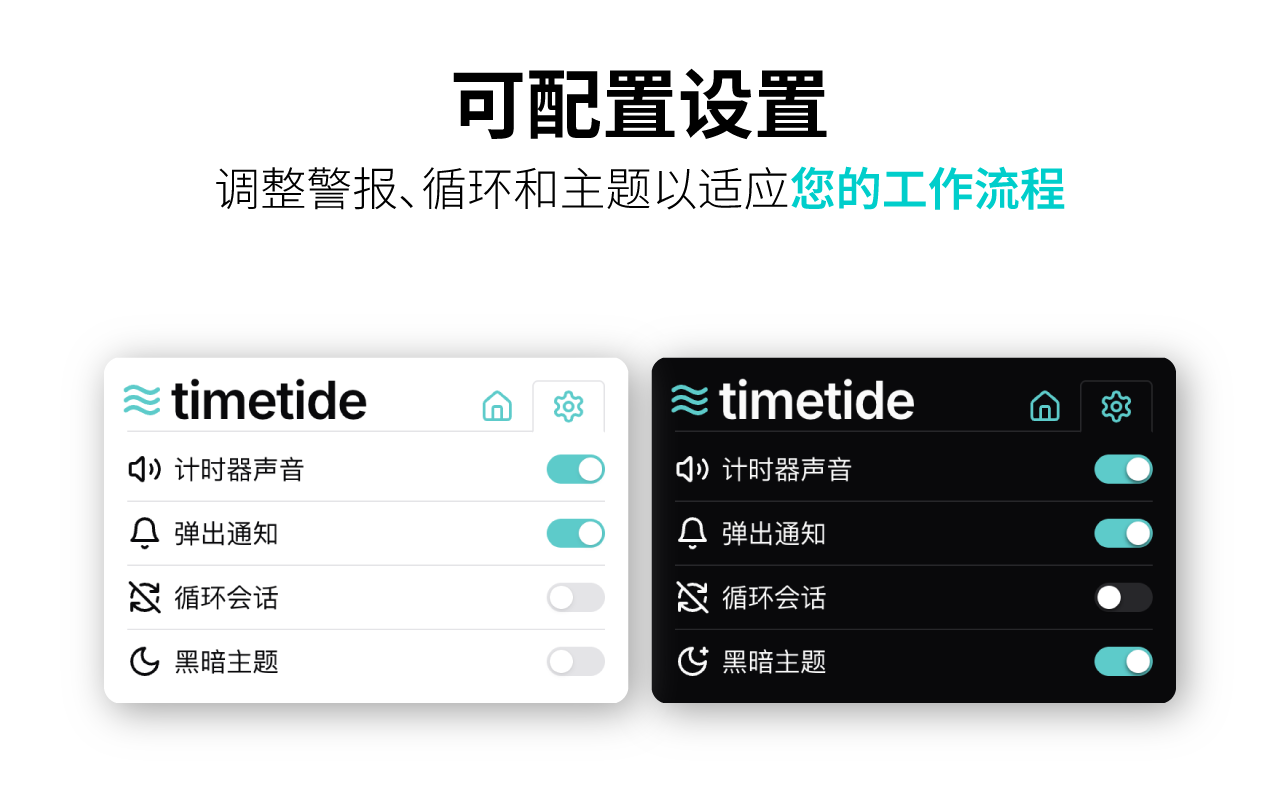 可配置设置
调整警报、循环和主题以适应您的工作流程
timetide
计时器声音
弹出通知
循环会话
黑暗主题
timetide
计时器声音
弹出通知
循环会话
黑暗主题